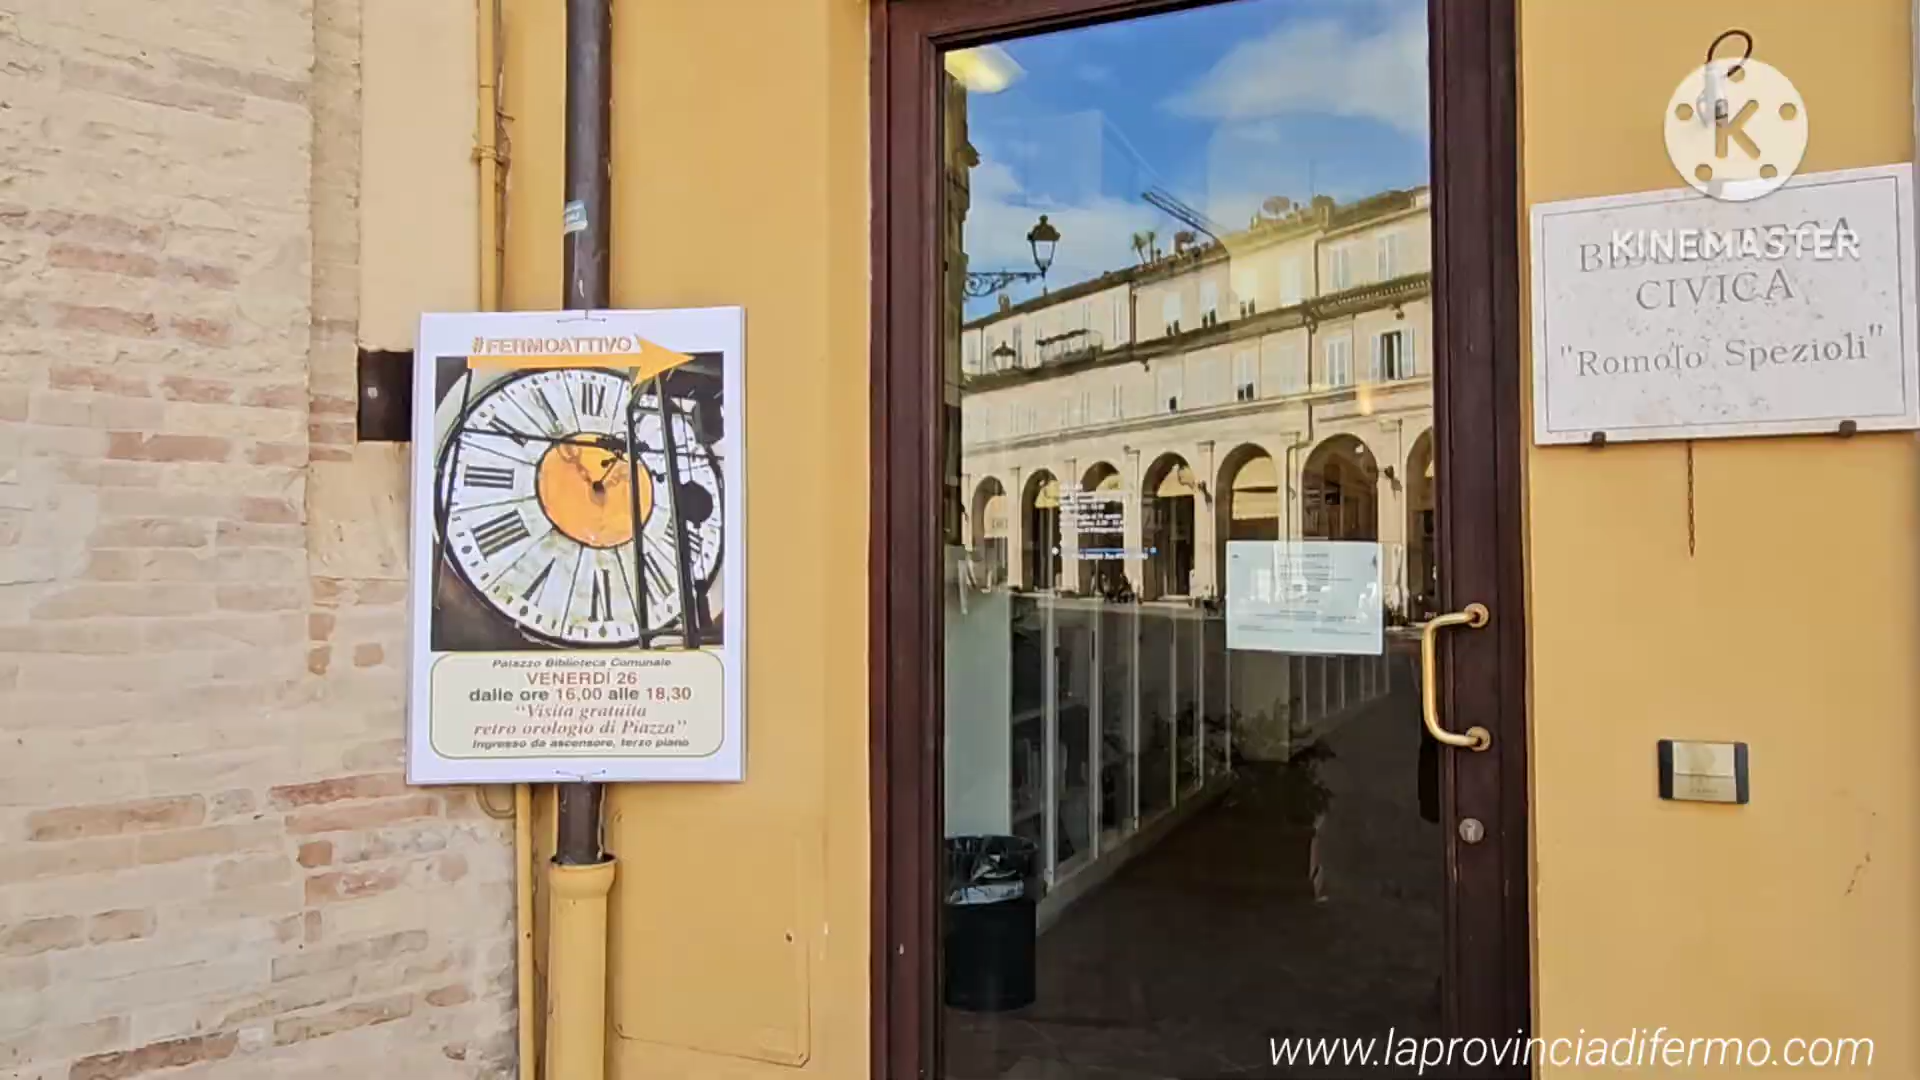 #FERMOATTIVO
Palazzo Biblioteca Comunale
VENERDÌ 26
dalle ore 16,00 alle 18,30
"Visita gratuita
retro orologio di Piazza"
Ingresso da ascensore, terzo piano
K
KINEMASTER
BIBLIOTECA
CIVICA
"Romolo Spezioli"
www.laprovinciadifermo.com